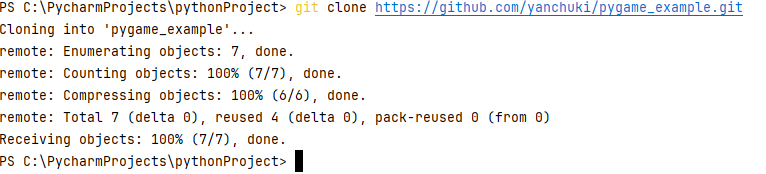 PS C:\PycharmProjects\pythonProject> git clone https://github.com/yanchuki/pygame_example.git
Cloning into 'pygame_example'...
remote: Enumerating objects: 7, done.
remote: Counting objects: 100% (7/7), done.
remote: Compressing objects: 100% (6/6), done.
remote: Total 7 (delta 0), reused 4 (delta 0), pack-reused 0 (from 0)
Receiving objects: 100% (7/7), done.
PS C:\PycharmProjects\pythonProject>